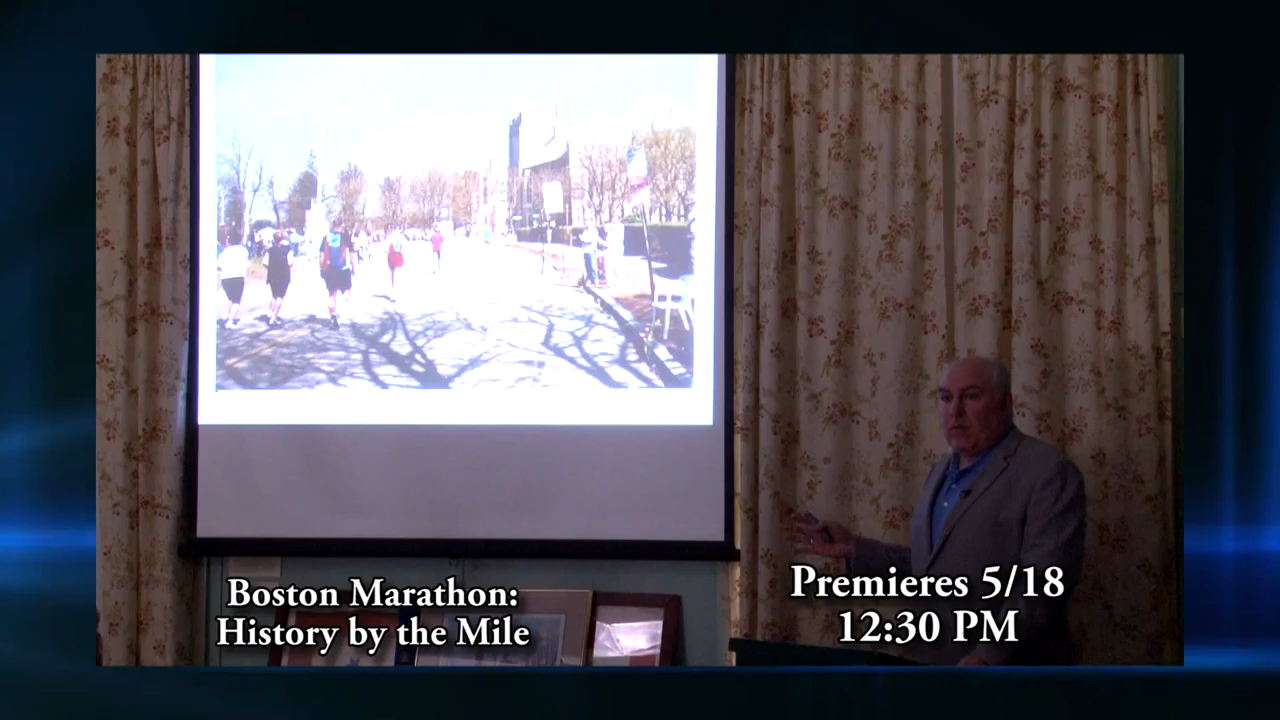 Boston Marathon:
History by the Mile
Premieres 5/18
12:30 PM